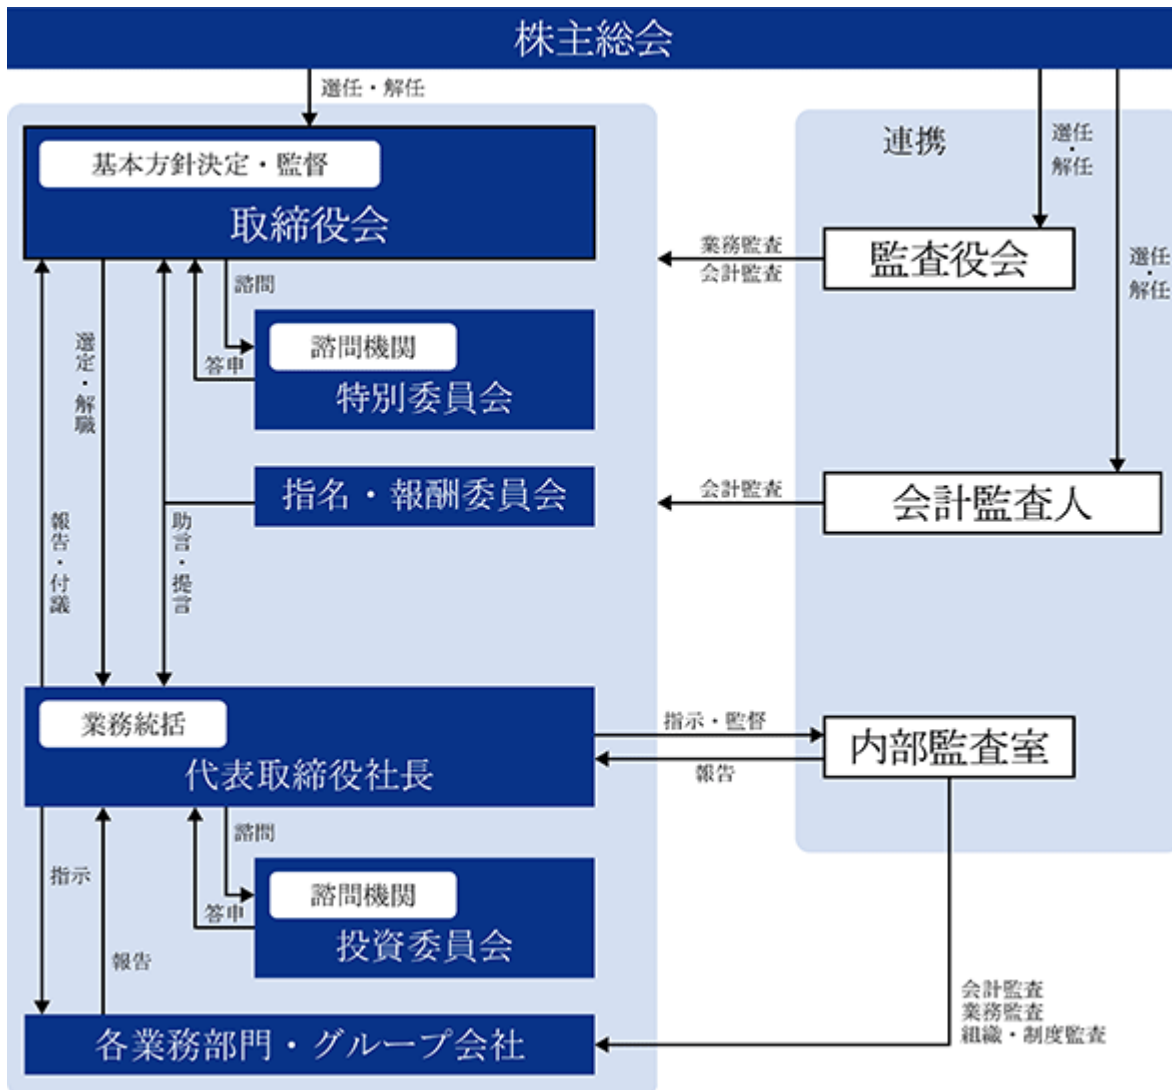 株主総会
選任・解任
基本方針決定・監督
取締役会
諮問
諮問機関
答申
特別委員会
選定・解職
指名・報酬委員会
報告・付議
助言・提言
業務統括
代表取締役社長
諮問
諮問機関
答申
投資委員会
指示
報告
各業務部門・グループ会社
連携
選任・解任
業務監査
会計監査
監査役会
選任・解任
会計監査
会計監査人
指示・監督
報告
内部監査室
会計監査
業務監査
組織・制度監査